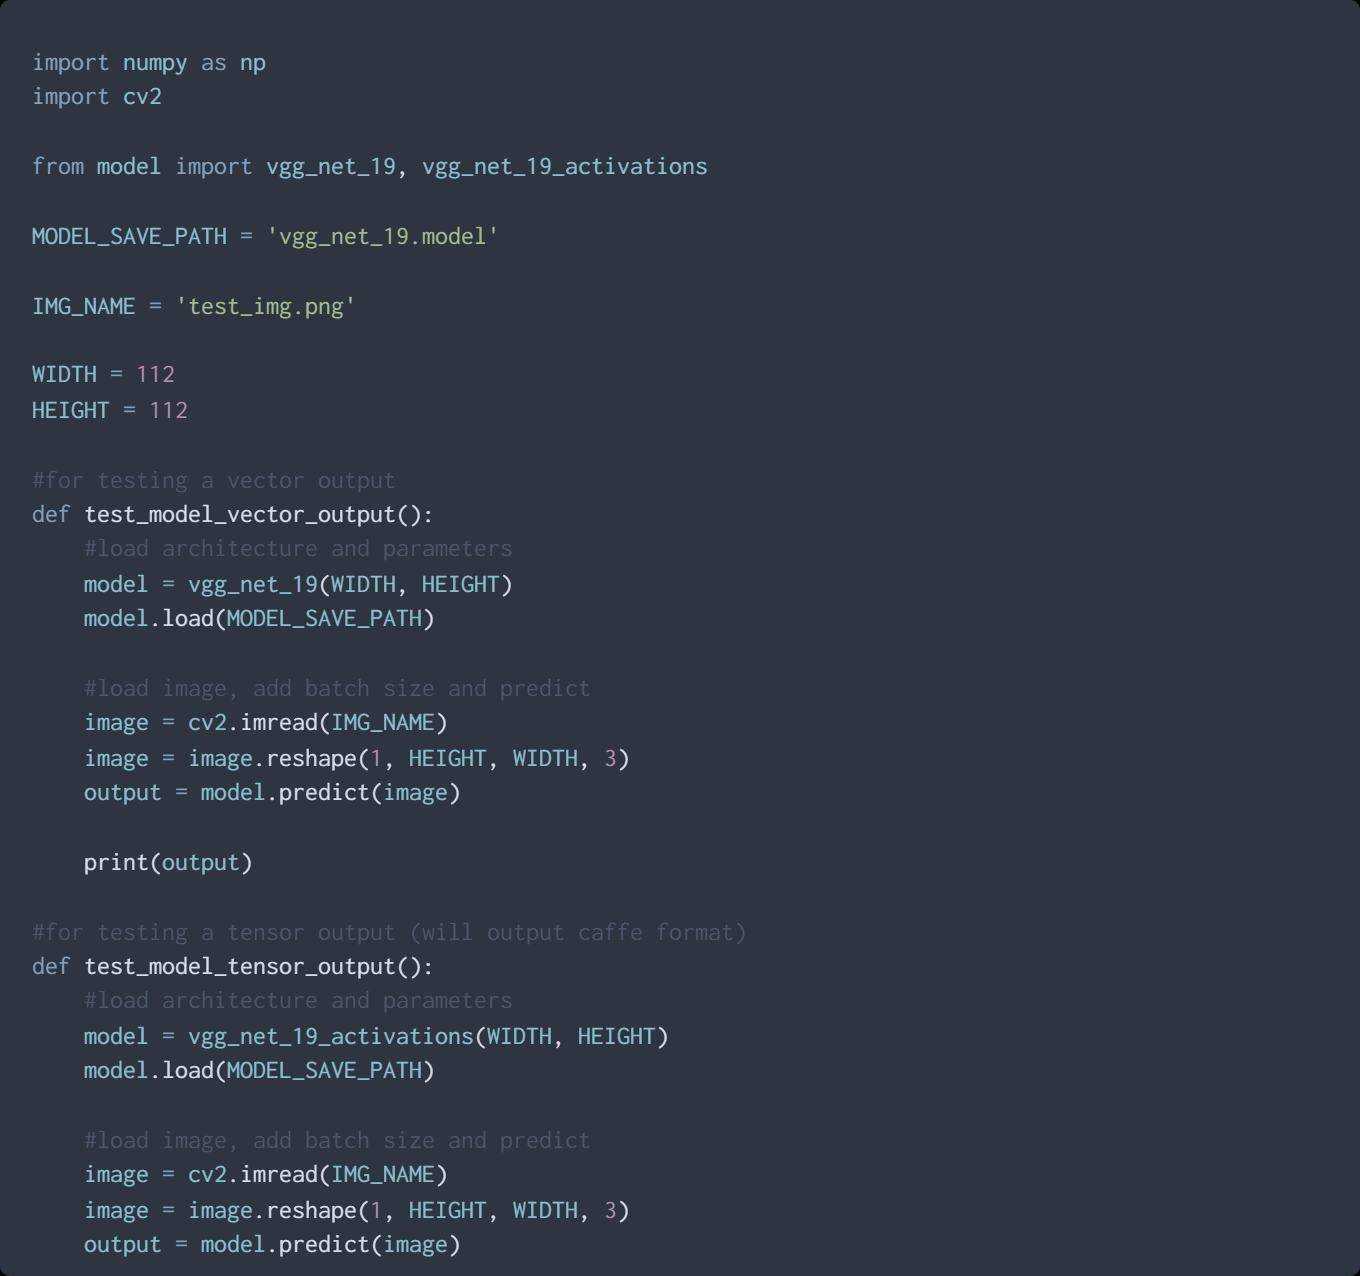 import numpy as np
import cv2
from model import vgg_net_19, vgg_net_19_activations
MODEL_SAVE_PATH = 'vgg_net_19.model'
IMG_NAME = 'test_img.png'
WIDTH = 112
HEIGHT = 112
#for testing a vector output
def test_model_vector_output():
    #load architecture and parameters
    model = vgg_net_19(WIDTH, HEIGHT)
    model.load(MODEL_SAVE_PATH)
    #load image, add batch size and predict
    image = cv2.imread(IMG_NAME)
    image = image.reshape(1, HEIGHT, WIDTH, 3)
    output = model.predict(image)
    print(output)
#for testing a tensor output (will output caffe format)
def test_model_tensor_output():
    #load architecture and parameters
    model = vgg_net_19_activations(WIDTH, HEIGHT)
    model.load(MODEL_SAVE_PATH)
    #load image, add batch size and predict
    image = cv2.imread(IMG_NAME)
    image = image.reshape(1, HEIGHT, WIDTH, 3)
    output = model.predict(image)